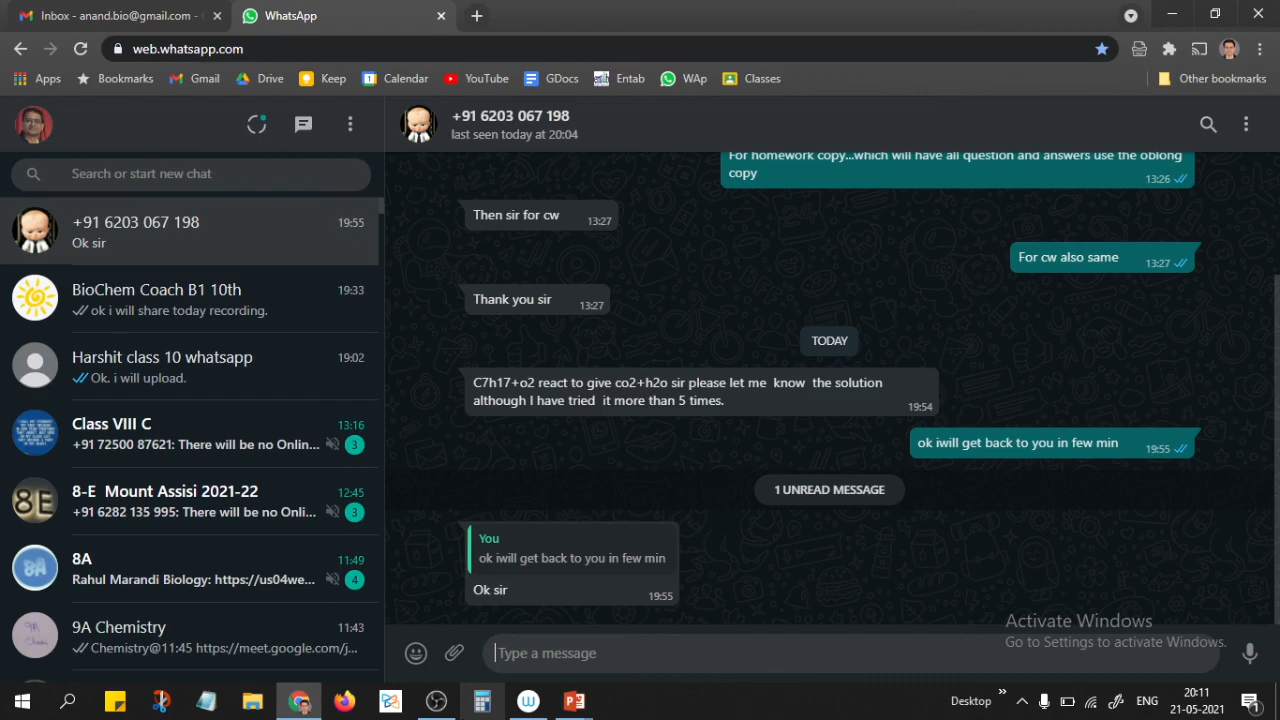 Inbox - anand.bio@gmail.com - G
WhatsApp
web.whatsapp.com
Apps
Bookmarks
Gmail
Drive
Keep
Calendar
YouTube
GDocs
Entab
WAp
Classes
Other bookmarks
+91 6203 067 198
last seen today at 20:04
Search or start new chat
+91 6203 067 198 19:55
Ok sir
BioChem Coach B1 10th 19:33
ok i will share today recording.
Harshit class 10 whatsapp 19:02
Ok. i will upload.
Class VIII C 13:16
+91 72500 87621: There will be no Onlin... 3
8E
8-E Mount Assisi 2021-22 12:45
+91 6282 135 995: There will be no Onli... 3
8A
8A 11:49
Rahul Marandi Biology: https://us04we... 4
9A Chemistry 11:43
Chemistry@11:45 https://meet.google.com/j...
For homework copy...which will have all question and answers use the oblong
copy 13:26
Then sir for cw 13:27
For cw also same 13:27
Thank you sir 13:27
TODAY
C7h17+o2 react to give co2+h2o sir please let me know the solution
although I have tried it more than 5 times. 19:54
ok iwill get back to you in few min 19:55
1 UNREAD MESSAGE
You
ok iwill get back to you in few min
Ok sir 19:55
Type a message
Activate Windows
Go to Settings to activate Windows.
Desktop
ENG
20:11
21-05-2021